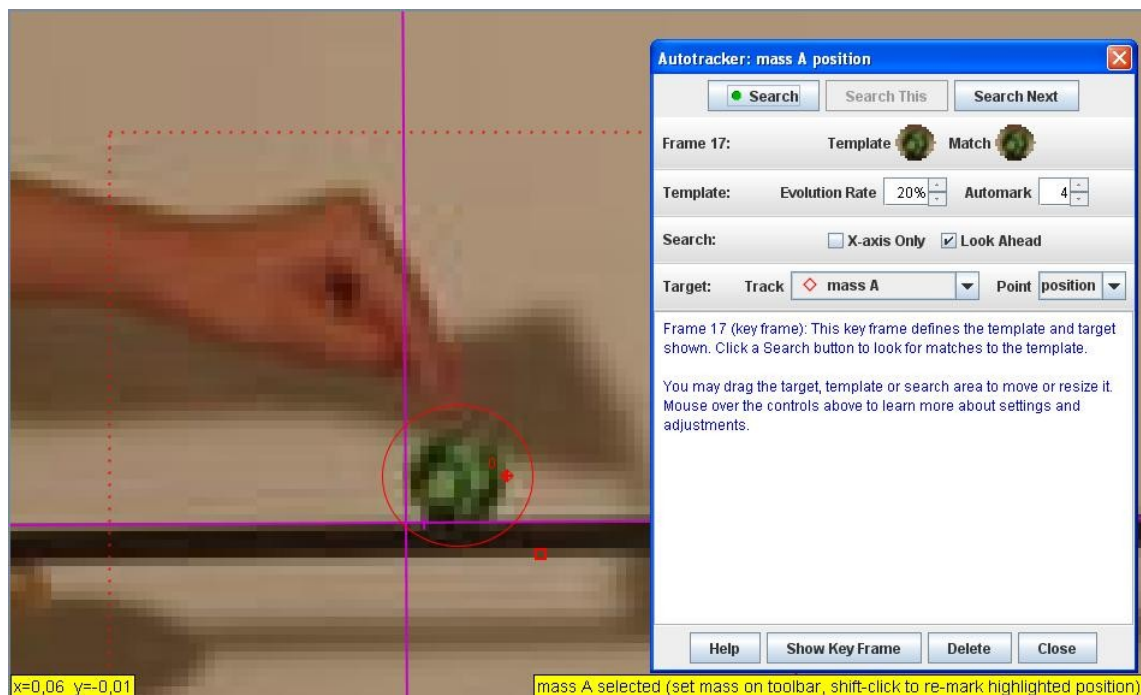 Autotracker: mass A position
Search Search This Search Next
Frame 17: Template Match
Template: Evolution Rate 20% Automark 4
Search: X-axis Only Look Ahead
Target: Track mass A Point position
Frame 17 (key frame): This key frame defines the template and target
shown. Click a Search button to look for matches to the template.
You may drag the target, template or search area to move or resize it.
Mouse over the controls above to learn more about settings and
adjustments.
0
Help Show Key Frame Delete Close
x=0,06 y=-0,01
mass A selected (set mass on toolbar, shift-click to re-mark highlighted position)